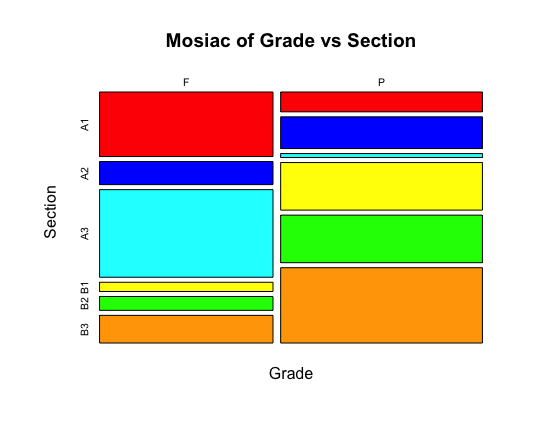 Mosiac of Grade vs Section
F
P
A1
A2
A3
B1
B2
B3
Section
Grade